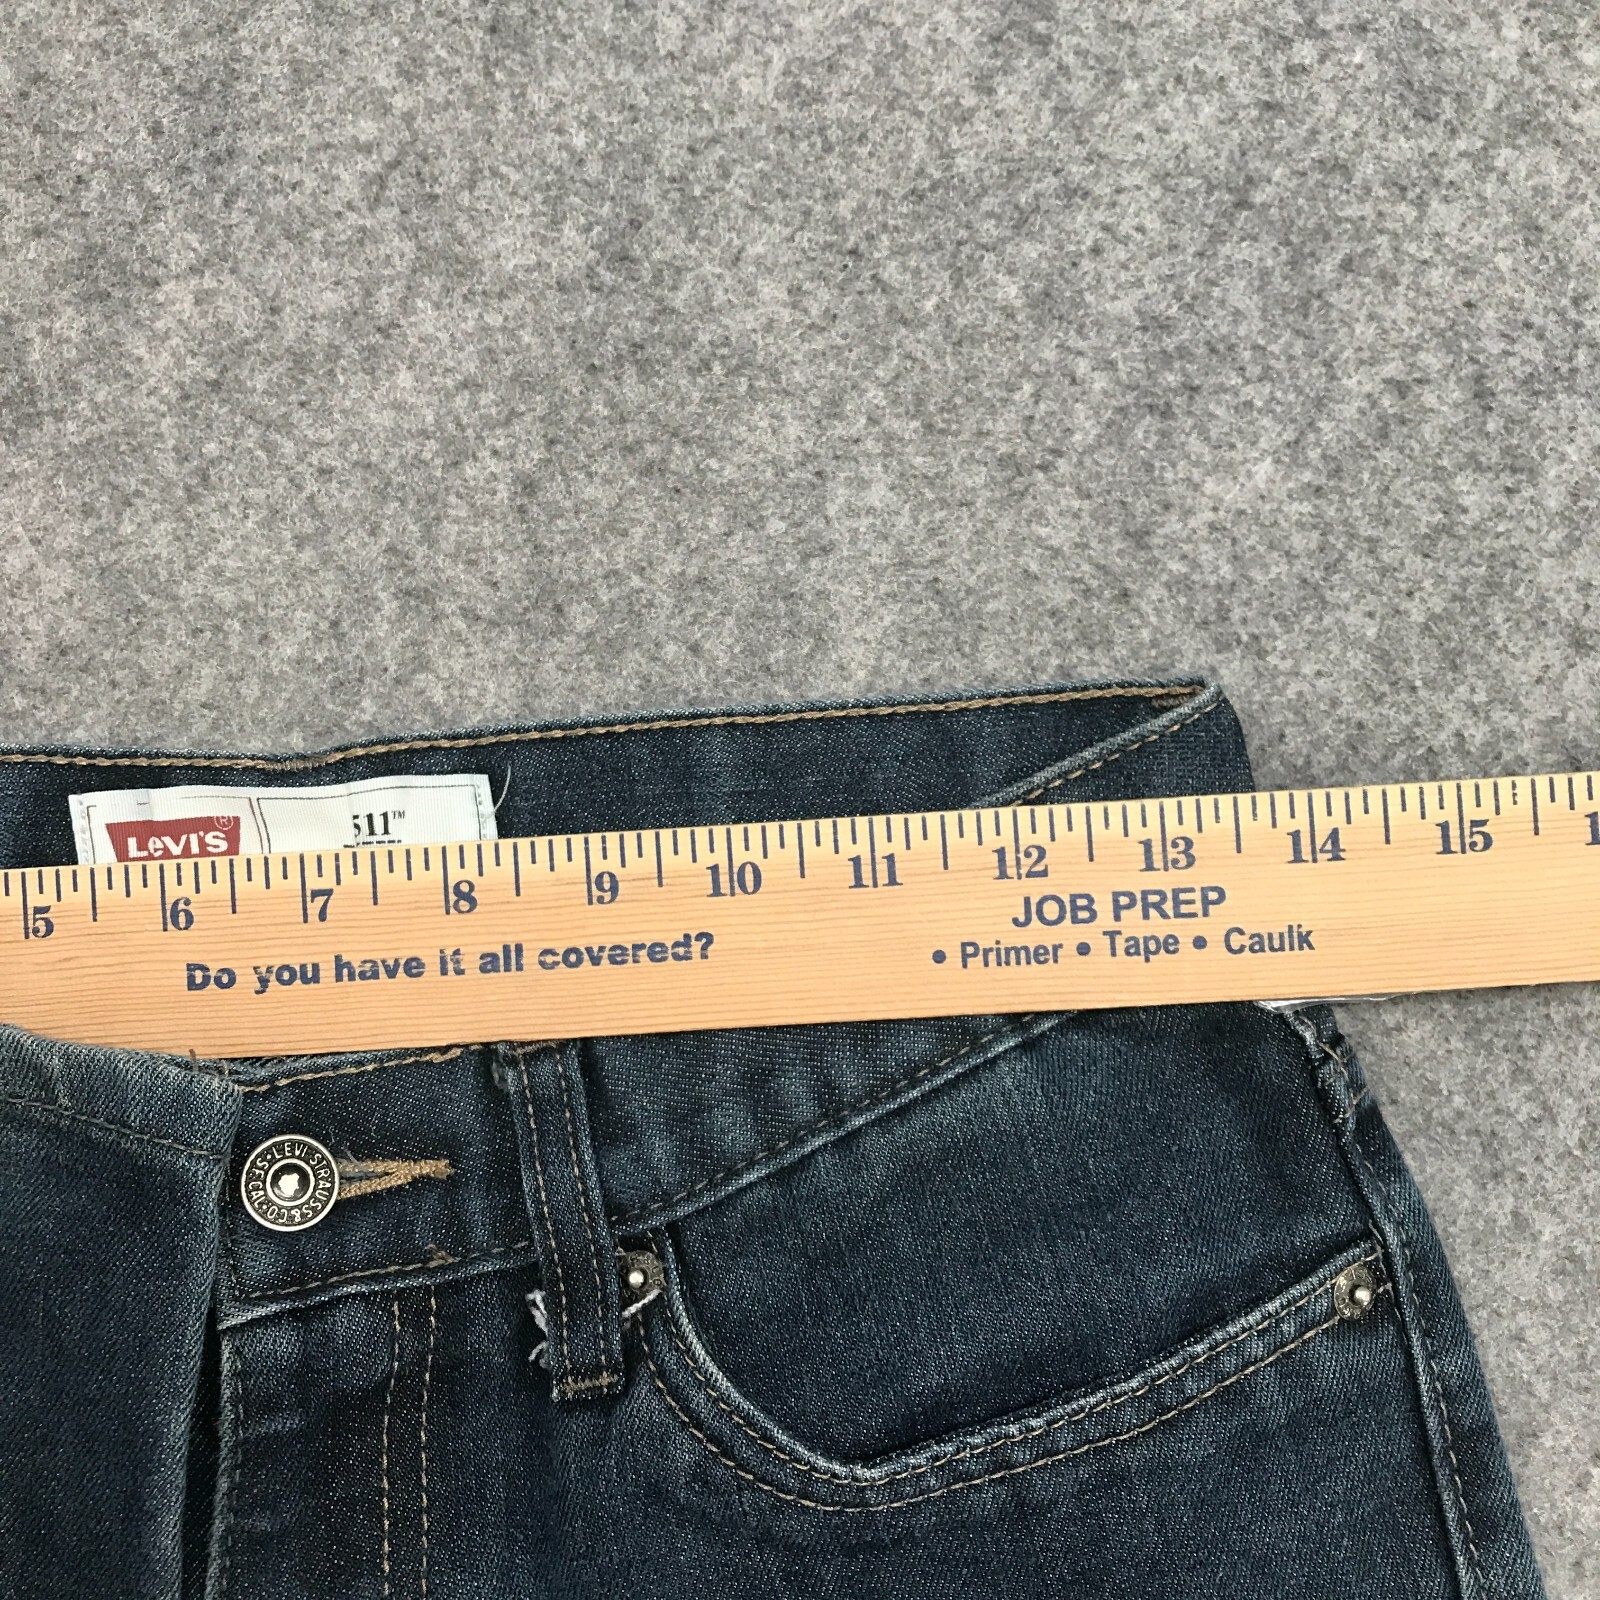 LEVI'S®
511™
5 6 7 8 9 10 11 12 13 14 15
JOB PREP
Do you have it all covered?
• Primer • Tape • Caulk
LEVI STRAUSS & CO. S.F. CAL.